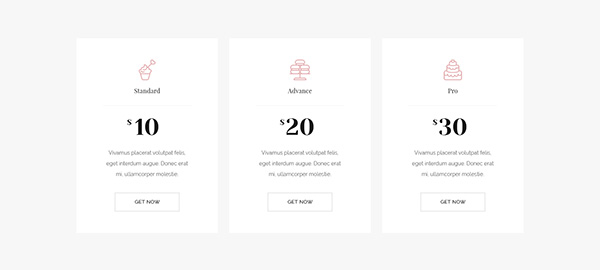 Standard
$10
Vivamus placerat volutpat felis,
eget interdum augue. Donec erat
mi, ullamcorper molestie.
GET NOW
Advance
$20
Vivamus placerat volutpat felis,
eget interdum augue. Donec erat
mi, ullamcorper molestie.
GET NOW
Pro
$30
Vivamus placerat volutpat felis,
eget interdum augue. Donec erat
mi, ullamcorper molestie.
GET NOW